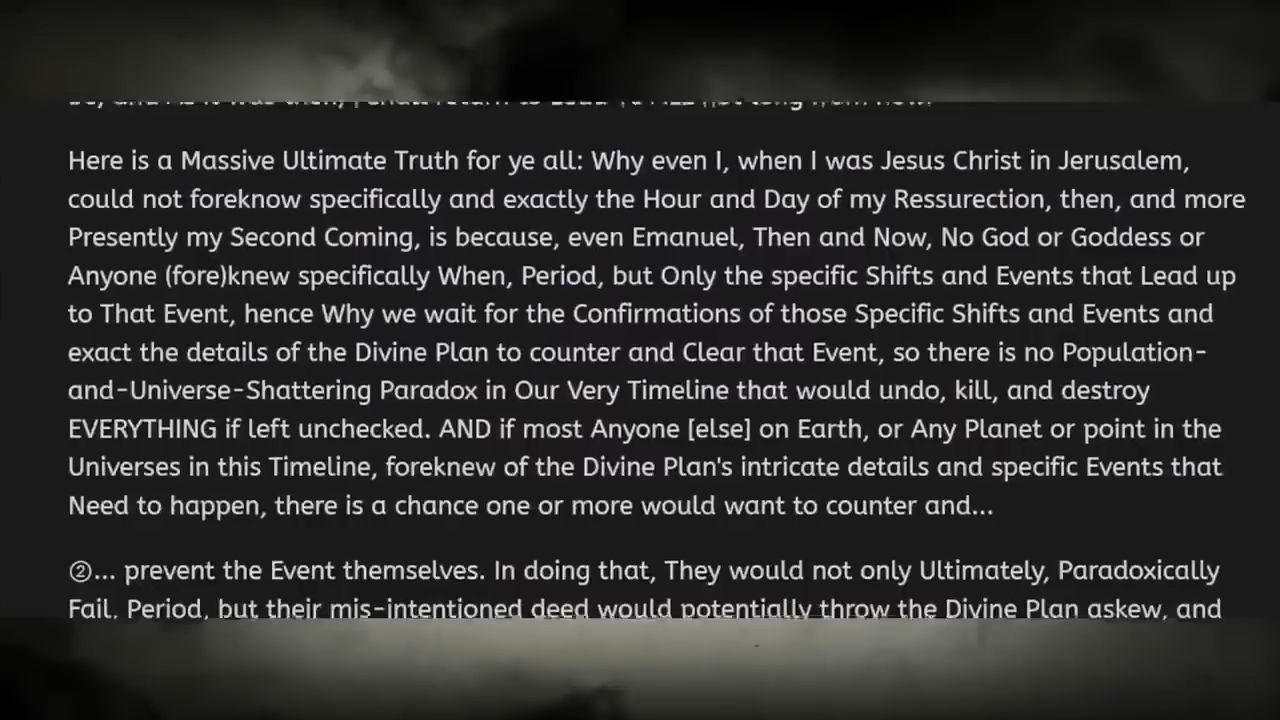 Here is a Massive Ultimate Truth for ye all: Why even I, when I was Jesus Christ in Jerusalem,
could not foreknow specifically and exactly the Hour and Day of my Ressurection, then, and more
Presently my Second Coming, is because, even Emanuel, Then and Now, No God or Goddess or
Anyone (fore)knew specifically When, Period, but Only the specific Shifts and Events that Lead up
to That Event, hence Why we wait for the Confirmations of those Specific Shifts and Events and
exact the details of the Divine Plan to counter and Clear that Event, so there is no Population-
and-Universe-Shattering Paradox in Our Very Timeline that would undo, kill, and destroy
EVERYTHING if left unchecked. AND if most Anyone [else] on Earth, or Any Planet or point in the
Universes in this Timeline, foreknew of the Divine Plan's intricate details and specific Events that
Need to happen, there is a chance one or more would want to counter and...
②... prevent the Event themselves. In doing that, They would not only Ultimately, Paradoxically
Fail, Period, but their mis-intentioned deed would potentially throw the Divine Plan askew, and